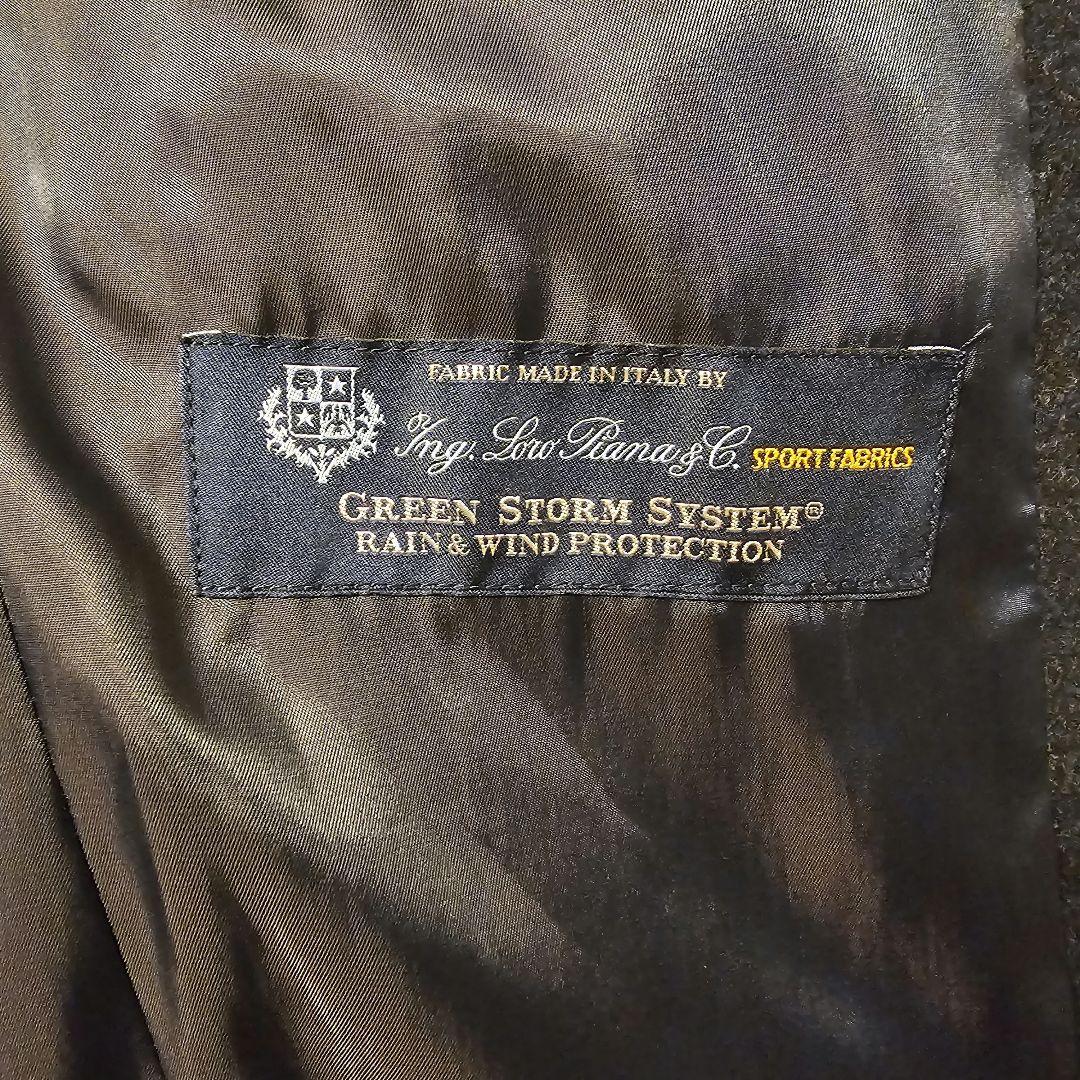 FABRIC MADE IN ITALY BY
Ing. Loro Piana & C. SPORT FABRICS
GREEN STORM SYSTEM®
RAIN & WIND PROTECTION